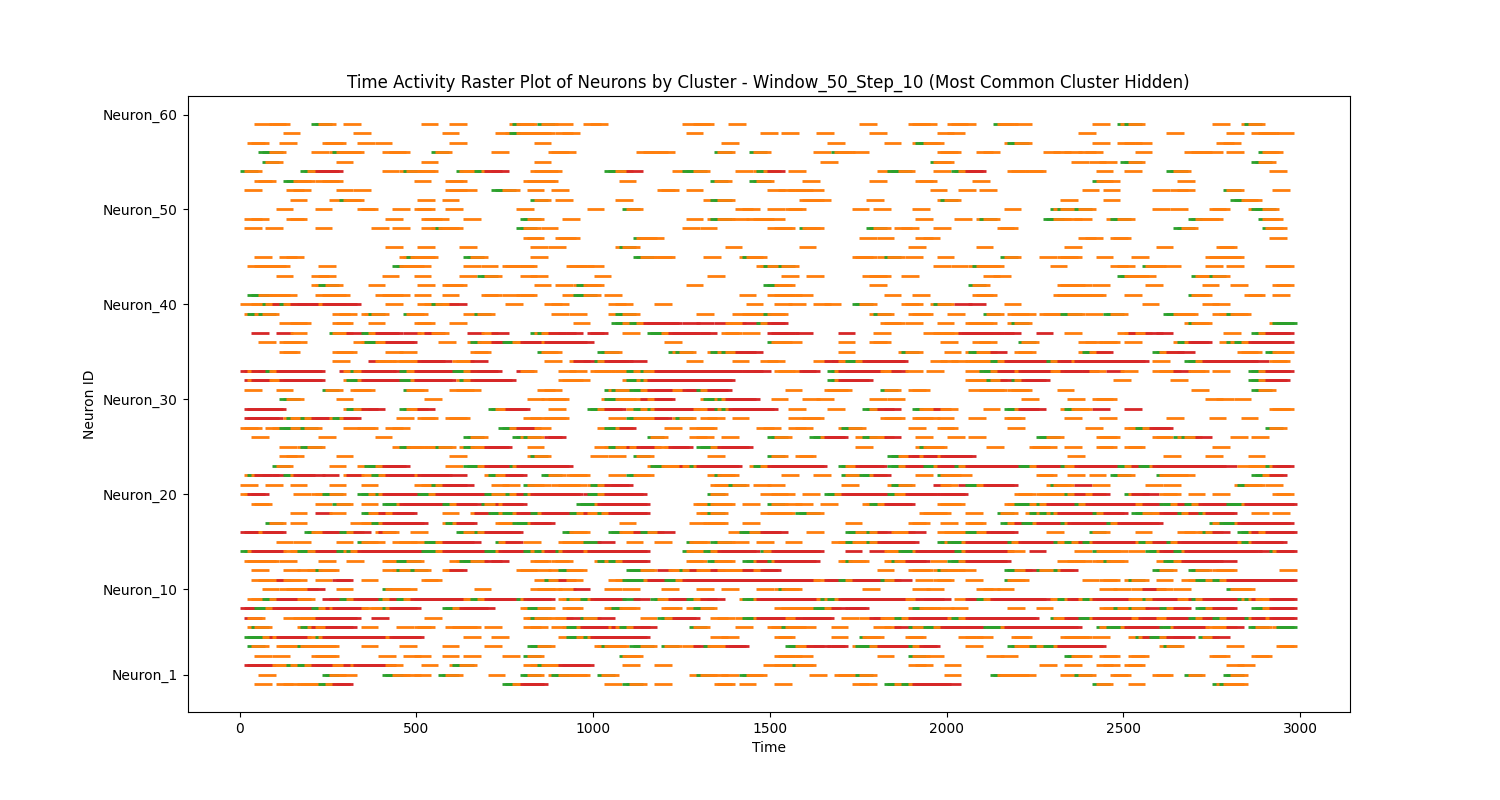 Time Activity Raster Plot of Neurons by Cluster - Window_50_Step_10 (Most Common Cluster Hidden)
Neuron_60
Neuron_50
Neuron_40
Neuron_30
Neuron_20
Neuron_10
Neuron_1
Neuron ID
0 500 1000 1500 2000 2500 3000
Time